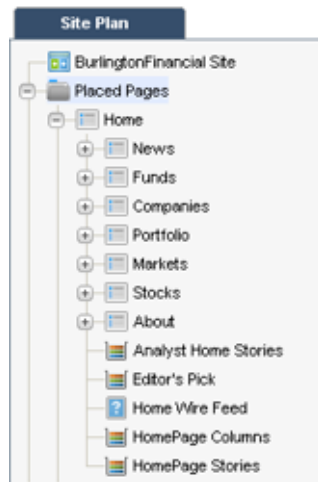 Site Plan
BurlingtonFinancial Site
Placed Pages
Home
News
Funds
Companies
Portfolio
Markets
Stocks
About
Analyst Home Stories
Editor's Pick
Home Wire Feed
HomePage Columns
HomePage Stories